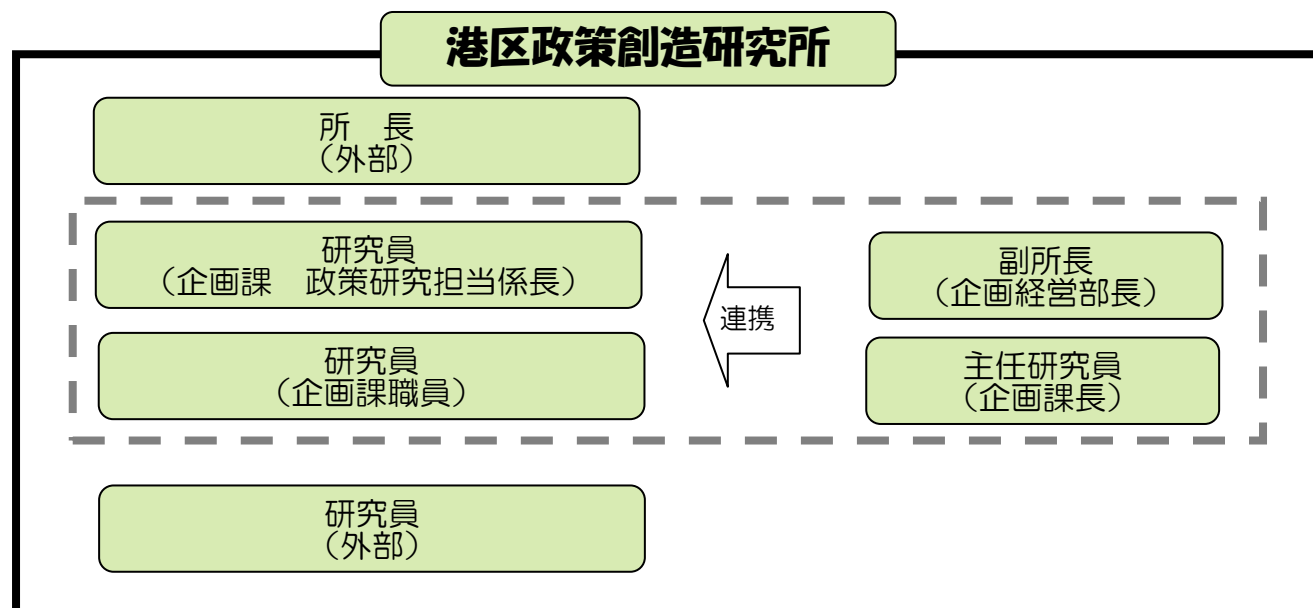 港区政策創造研究所
所　長
（外部）
研究員
（企画課　政策研究担当係長）
研究員
（企画課職員）
連携
副所長
（企画経営部長）
主任研究員
（企画課長）
研究員
（外部）